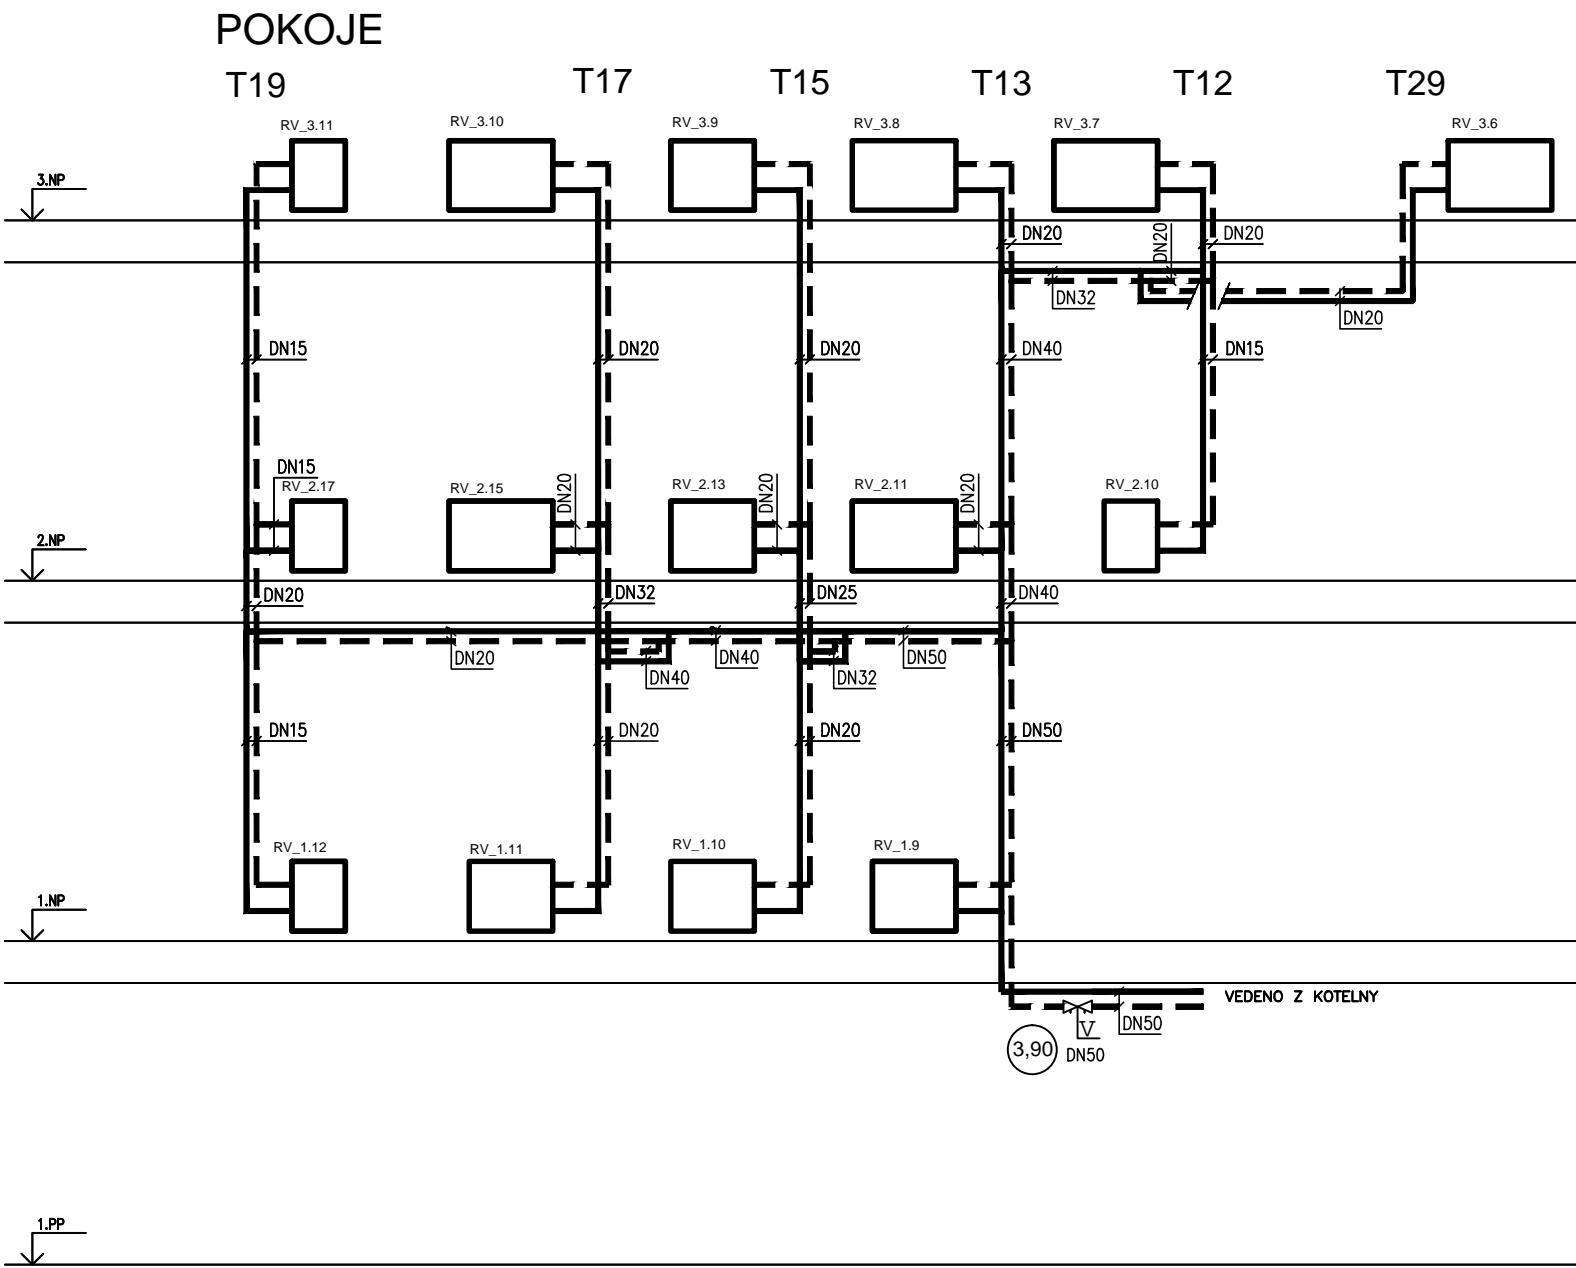 POKOJE
T19
T17
T15
T13
T12
T29
RV_3.11
RV_3.10
RV_3.9
RV_3.8
RV_3.7
RV_3.6
3.NP
DN20
DN20
DN20
DN32
DN20
DN15
DN20
DN20
DN40
DN15
DN15
RV_2.17
RV_2.15
DN20
RV_2.13
DN20
RV_2.11
DN20
RV_2.10
2.NP
DN20
DN32
DN25
DN40
DN20
DN40
DN40
DN32
DN50
DN15
DN20
DN20
DN50
RV_1.12
RV_1.11
RV_1.10
RV_1.9
1.NP
VEDENO Z KOTELNY
DN50
V
3,90
DN50
1.PP